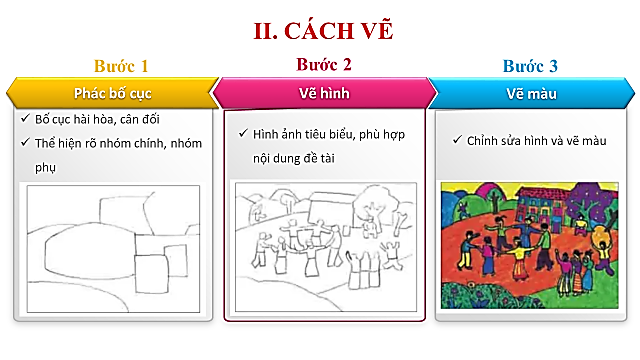 II. CÁCH VẼ
Bước 1
Phác bố cục
✓ Bố cục hài hòa, cân đối
✓ Thể hiện rõ nhóm chính, nhóm
phụ
Bước 2
Vẽ hình
✓ Hình ảnh tiêu biểu, phù hợp
nội dung đề tài
Bước 3
Vẽ màu
✓ Chỉnh sửa hình và vẽ màu